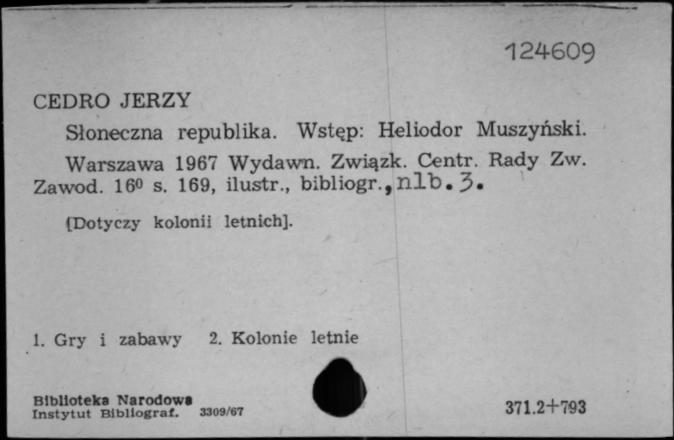 124609
CEDRO JERZY
Słoneczna republika. Wstęp: Heliodor Muszyński.
Warszawa 1967 Wydawn. Związk. Centr. Rady Zw.
Zawod. 16⁰ s. 169, ilustr., bibliogr., nlb. 3.
[Dotyczy kolonii letnich].
1. Gry i zabawy 2. Kolonie letnie
Biblioteka Narodowa
Instytut Bibliograf. 3309/67
371.2+793